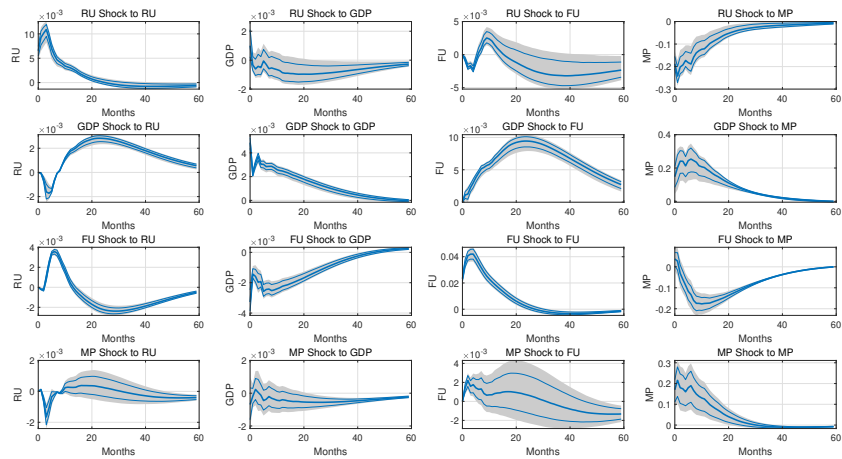 RU Shock to RU
RU Shock to GDP
RU Shock to FU
RU Shock to MP
×10-3
×10-3
×10-3
RU
10
5
0
0 20 40 60
Months
GDP
2
0
-2
0 20 40 60
Months
FU
5
0
-5
0 20 40 60
Months
MP
0
-0.1
-0.2
-0.3
0 20 40 60
Months
GDP Shock to RU
GDP Shock to GDP
GDP Shock to FU
GDP Shock to MP
×10-3
×10-3
×10-3
RU
2
0
-2
0 20 40 60
Months
GDP
4
2
0
0 20 40 60
Months
FU
10
5
0
0 20 40 60
Months
MP
0.4
0.2
0
0 20 40 60
Months
FU Shock to RU
FU Shock to GDP
FU Shock to FU
FU Shock to MP
×10-3
×10-3
RU
4
2
0
-2
0 20 40 60
Months
GDP
0
-2
-4
0 20 40 60
Months
FU
0.04
0.02
0
0 20 40 60
Months
MP
0.1
0
-0.1
-0.2
0 20 40 60
Months
MP Shock to RU
MP Shock to GDP
MP Shock to FU
MP Shock to MP
×10-3
×10-3
×10-3
RU
2
0
-2
0 20 40 60
Months
GDP
2
0
-2
0 20 40 60
Months
FU
4
2
0
-2
0 20 40 60
Months
MP
0.3
0.2
0.1
0
0 20 40 60
Months